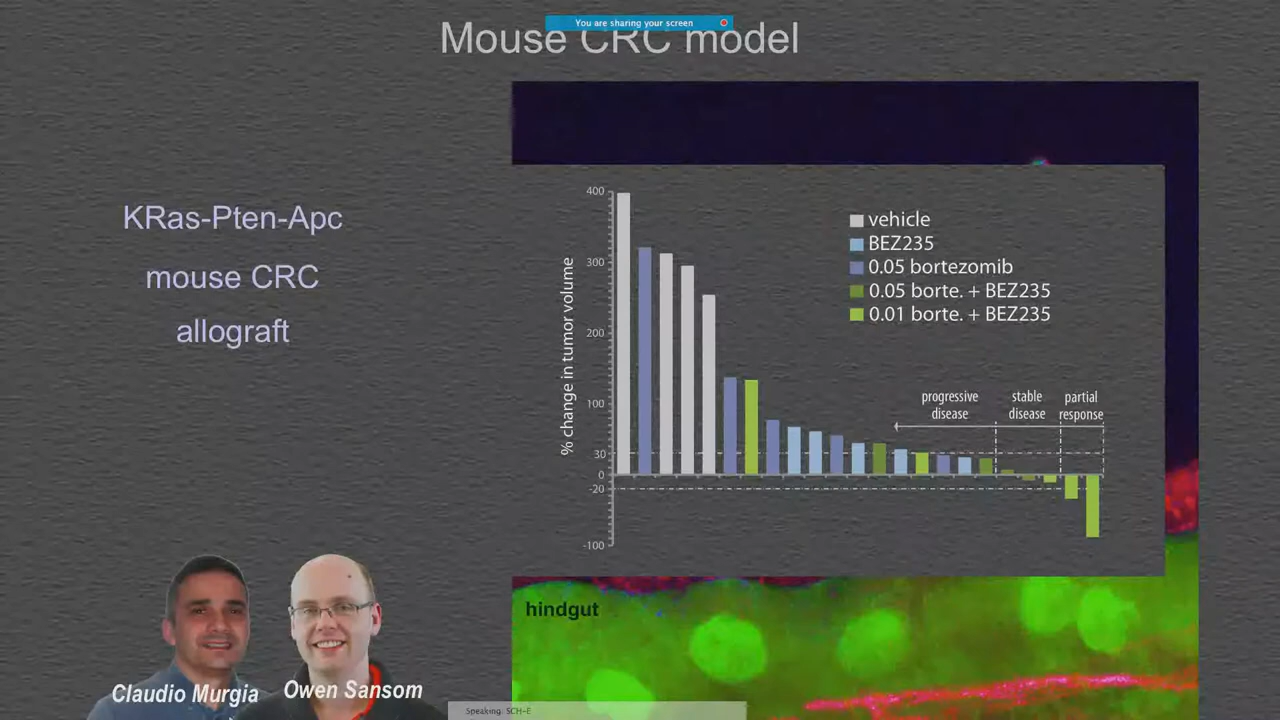 You are sharing your screen
Mouse CRC model
KRas-Pten-Apc
mouse CRC
allograft
% change in tumor volume
400
300
200
100
30
0
-20
-100
vehicle
BEZ235
0.05 bortezomib
0.05 borte. + BEZ235
0.01 borte. + BEZ235
progressive disease
stable disease
partial response
hindgut
Claudio Murgia
Owen Sansom
Speaking: SCH-E